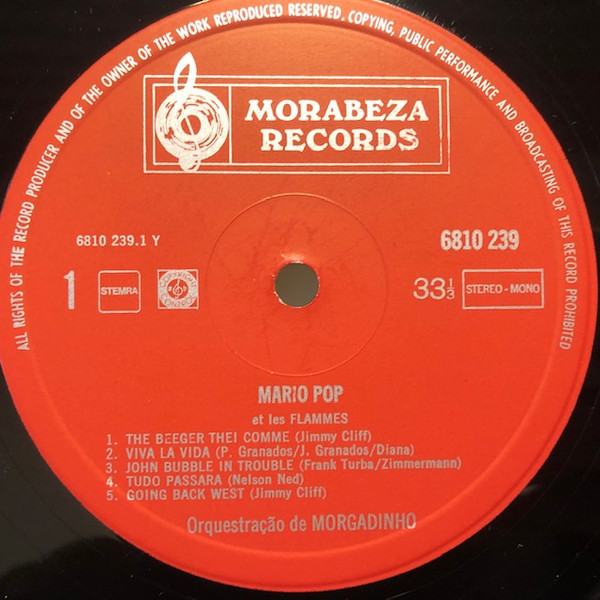 ALL RIGHTS OF THE RECORD PRODUCER AND OF THE OWNER OF THE WORK REPRODUCED RESERVED. COPYING, PUBLIC PERFORMANCE AND BROADCASTING OF THIS RECORD PROHIBITED
MORABEZA
RECORDS
6810 239.1 Y
6810 239
1
STEMRA
COPYRIGHT
CONTROL
33 1/3
STEREO - MONO
MARIO POP
et les FLAMMES
1. THE BEEGER THEI COMME (Jimmy Cliff)
2. VIVA LA VIDA (P. Granados/J. Granados/Diana)
3. JOHN BUBBLE IN TROUBLE (Frank Turba/Zimmermann)
4. TUDO PASSARA (Nelson Ned)
5. GOING BACK WEST (Jimmy Cliff)
Orquestração de MORGADINHO